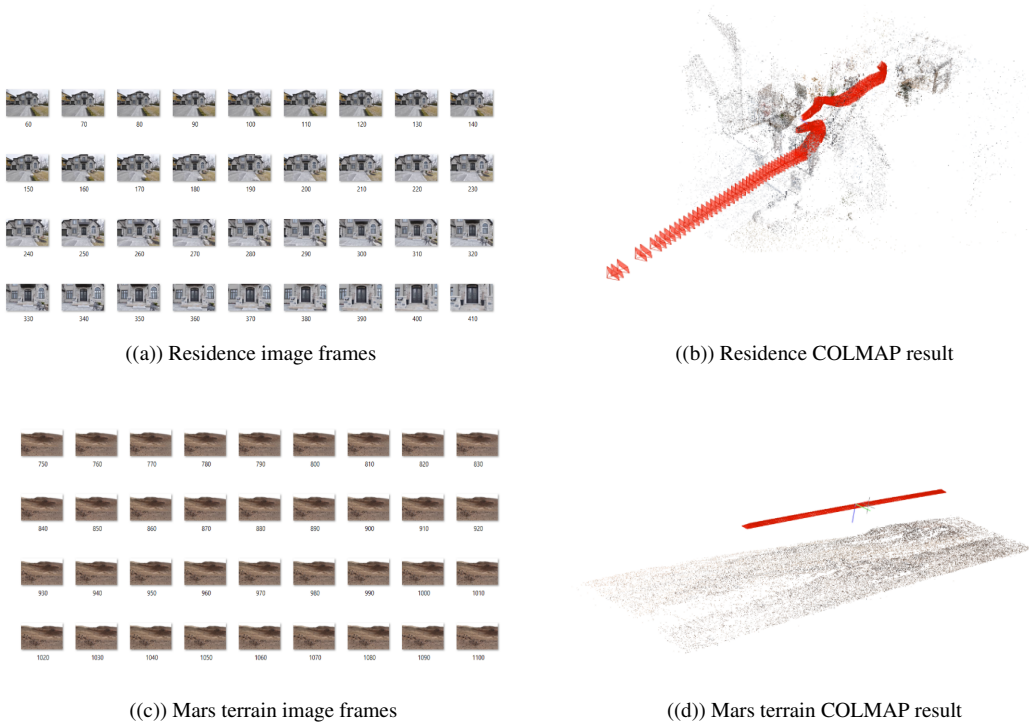 60 70 80 90 100 110 120 130 140
150 160 170 180 190 200 210 220 230
240 250 260 270 280 290 300 310 320
330 340 350 360 370 380 390 400 410
((a)) Residence image frames
((b)) Residence COLMAP result
750 760 770 780 790 800 810 820 830
840 850 860 870 880 890 900 910 920
930 940 950 960 970 980 990 1000 1010
1020 1030 1040 1050 1060 1070 1080 1090 1100
((c)) Mars terrain image frames
((d)) Mars terrain COLMAP result